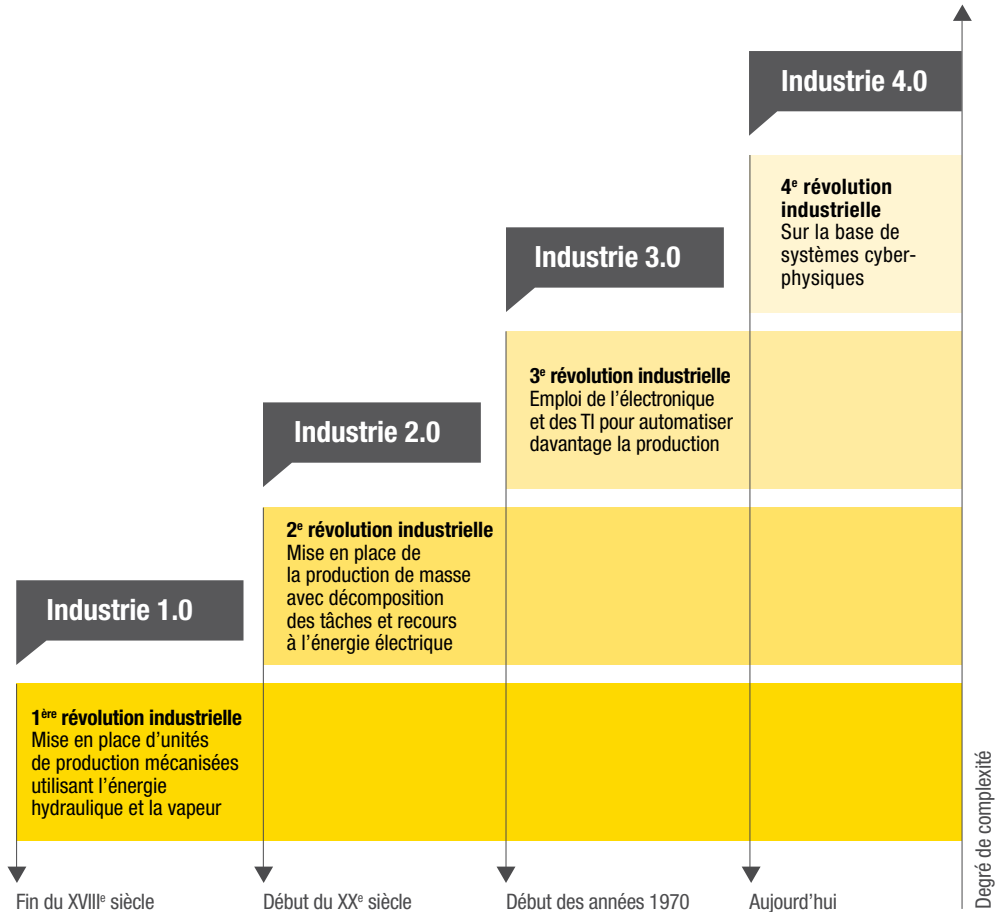 Industrie 4.0
4e révolution
industrielle
Sur la base de
systèmes cyber-
physiques
Industrie 3.0
3e révolution industrielle
Emploi de l’électronique
et des TI pour automatiser
davantage la production
Industrie 2.0
2e révolution industrielle
Mise en place de
la production de masse
avec décomposition
des tâches et recours
à l’énergie électrique
Industrie 1.0
1ère révolution industrielle
Mise en place d’unités
de production mécanisées
utilisant l’énergie
hydraulique et la vapeur
Fin du XVIIIe siècle
Début du XXe siècle
Début des années 1970
Aujourd’hui
Degré de complexité